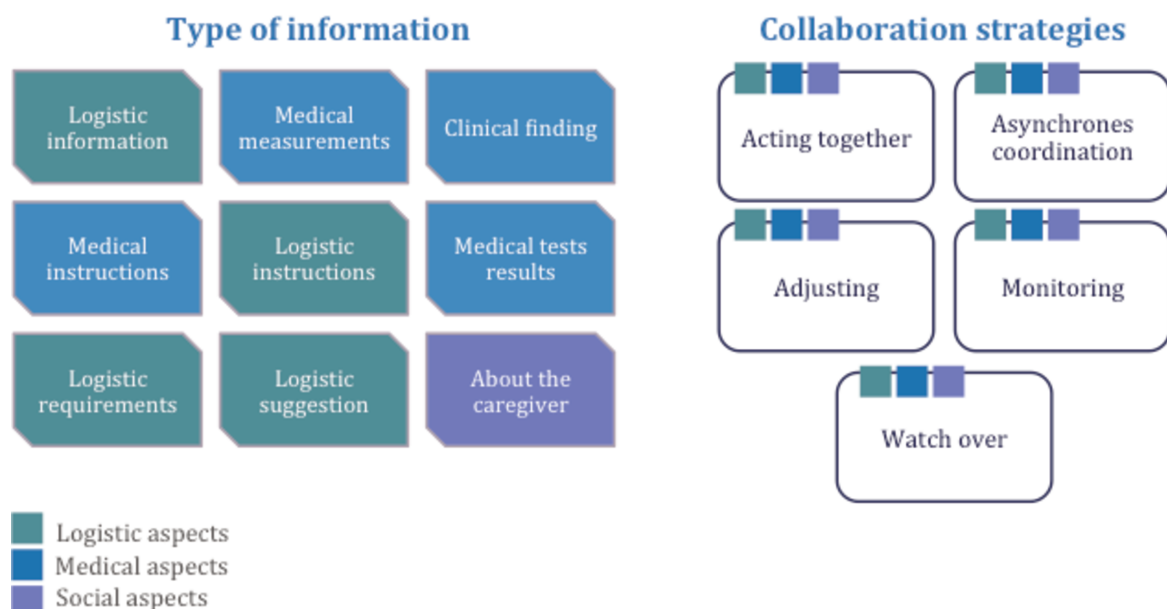 Type of information
Collaboration strategies
Logistic
information
Medical
measurements
Clinical finding
Medical
instructions
Logistic
instructions
Medical tests
results
Logistic
requirements
Logistic
suggestion
About the
caregiver
Acting together
Asynchrones
coordination
Adjusting
Monitoring
Watch over
Logistic aspects
Medical aspects
Social aspects